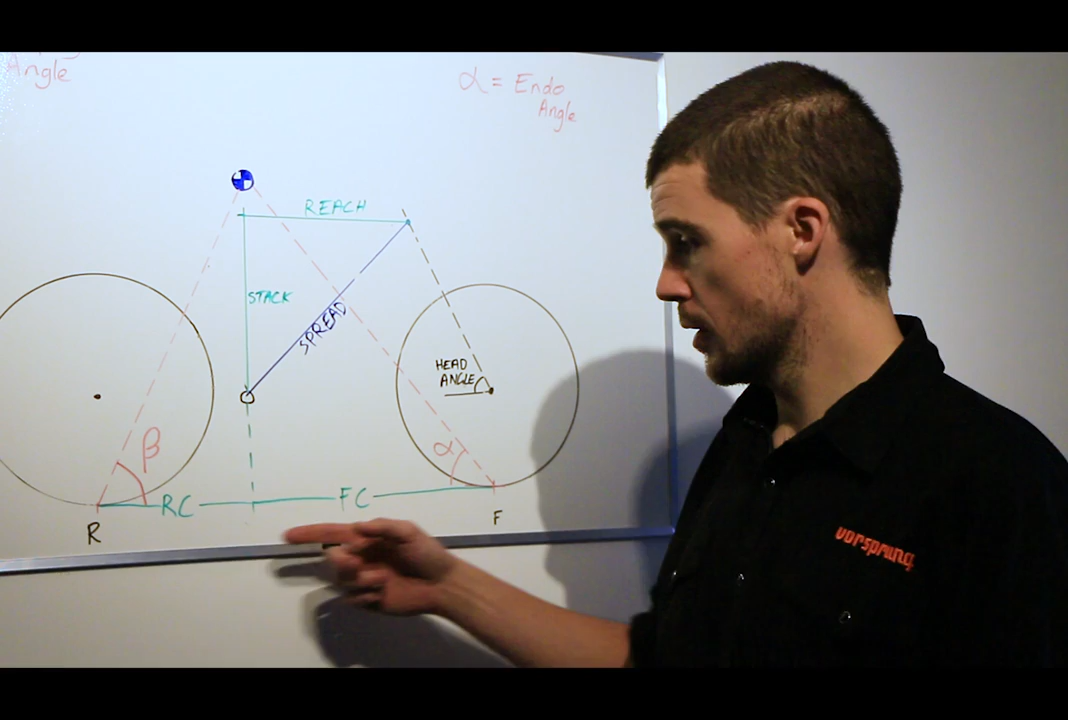 Angle
α = Endo
Angle
REACH
STACK
SPREAD
HEAD
ANGLE
β
α
RC
FC
R
F
vorsprung